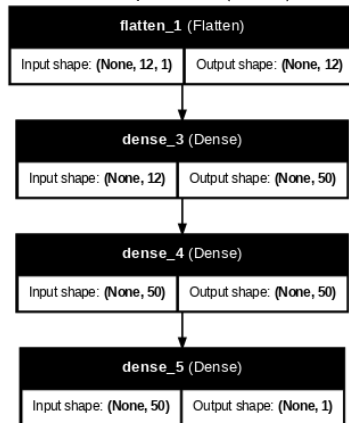 flatten_1 (Flatten)
Input shape: (None, 12, 1) Output shape: (None, 12)
dense_3 (Dense)
Input shape: (None, 12) Output shape: (None, 50)
dense_4 (Dense)
Input shape: (None, 50) Output shape: (None, 50)
dense_5 (Dense)
Input shape: (None, 50) Output shape: (None, 1)